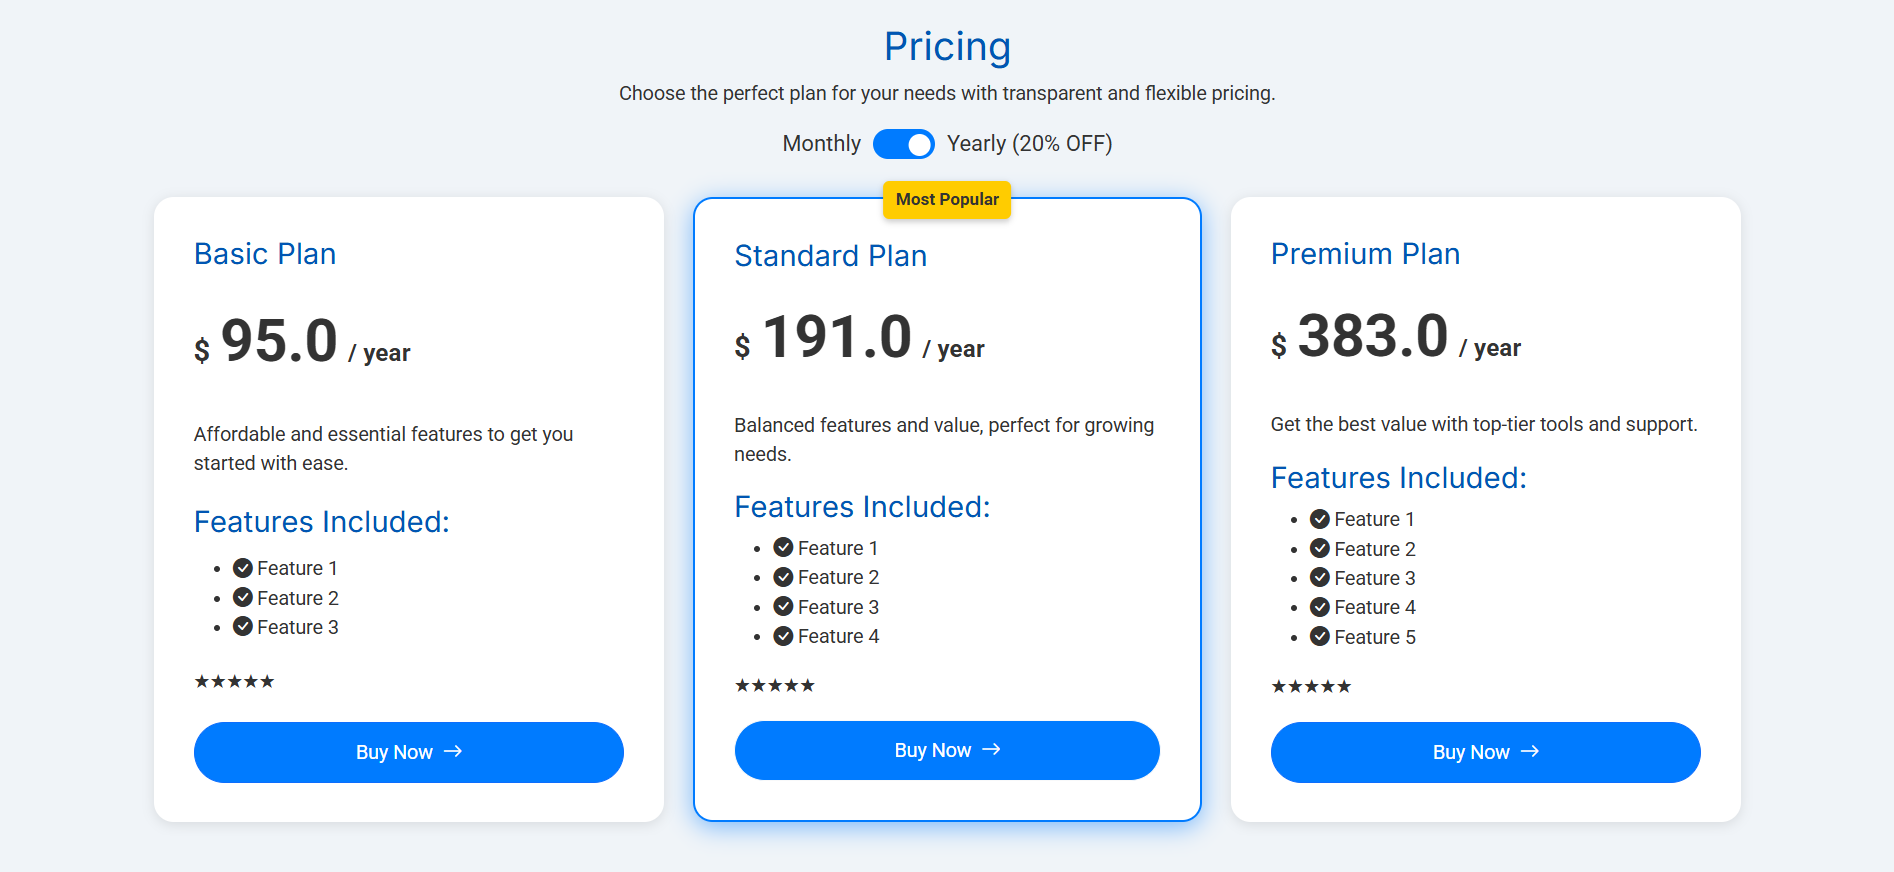 Pricing
Choose the perfect plan for your needs with transparent and flexible pricing.
Monthly Yearly (20% OFF)
Basic Plan
$ 95.0 / year
Affordable and essential features to get you
started with ease.
Features Included:
• Feature 1
• Feature 2
• Feature 3
★★★★★
Buy Now →
Most Popular
Standard Plan
$ 191.0 / year
Balanced features and value, perfect for growing
needs.
Features Included:
• Feature 1
• Feature 2
• Feature 3
• Feature 4
★★★★★
Buy Now →
Premium Plan
$ 383.0 / year
Get the best value with top-tier tools and support.
Features Included:
• Feature 1
• Feature 2
• Feature 3
• Feature 4
• Feature 5
★★★★★
Buy Now →